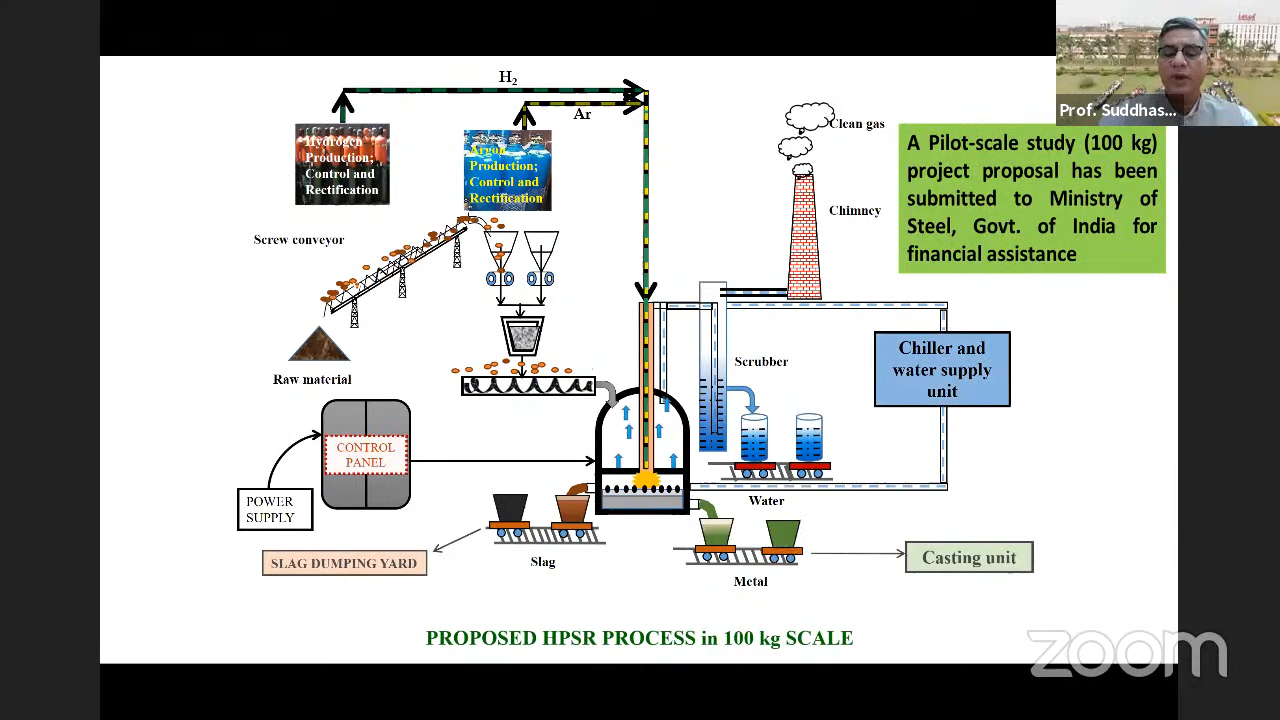 H₂
Ar
Hydrogen
Production;
Control and
Rectification
Argon
Production;
Control and
Rectification
Clean gas
Prof. Suddhas...
A Pilot-scale study (100 kg)
project proposal has been
submitted to Ministry of
Steel, Govt. of India for
financial assistance
Chimney
Screw conveyor
Raw material
Scrubber
Chiller and
water supply
unit
CONTROL
PANEL
POWER
SUPPLY
Water
SLAG DUMPING YARD
Slag
Metal
Casting unit
PROPOSED HPSR PROCESS in 100 kg SCALE
zoom